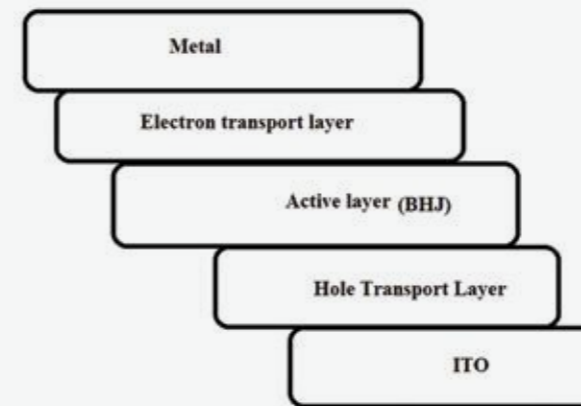 Metal
Electron transport layer
Active layer (BHJ)
Hole Transport Layer
ITO